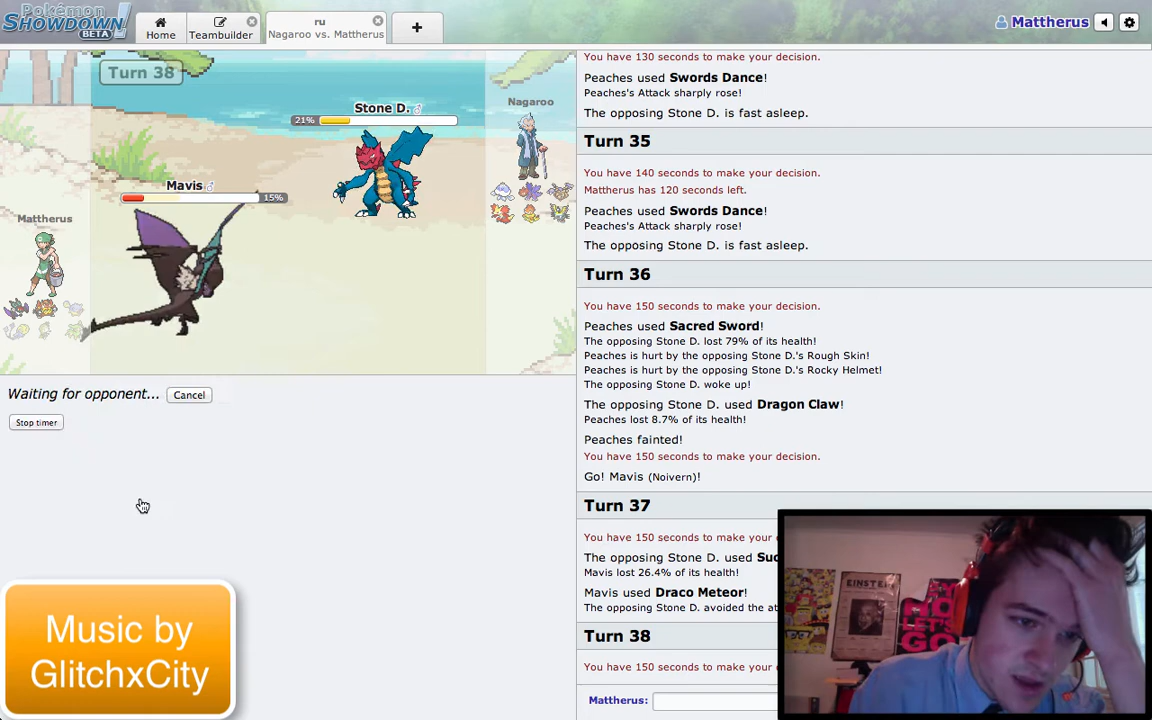 Pokémon
SHOWDOWN!
BETA
Home
Teambuilder
ru
Nagaroo vs. Mattherus
+
Mattherus
Turn 38
Stone D.
21%
Mavis
15%
Nagaroo
Mattherus
Waiting for opponent...
Cancel
Stop timer
Music by
GlitchxCity
You have 130 seconds to make your decision.
Peaches used Swords Dance!
Peaches's Attack sharply rose!
The opposing Stone D. is fast asleep.
Turn 35
You have 140 seconds to make your decision.
Mattherus has 120 seconds left.
Peaches used Swords Dance!
Peaches's Attack sharply rose!
The opposing Stone D. is fast asleep.
Turn 36
You have 150 seconds to make your decision.
Peaches used Sacred Sword!
The opposing Stone D. lost 79% of its health!
Peaches is hurt by the opposing Stone D.'s Rough Skin!
Peaches is hurt by the opposing Stone D.'s Rocky Helmet!
The opposing Stone D. woke up!
The opposing Stone D. used Dragon Claw!
Peaches lost 8.7% of its health!
Peaches fainted!
You have 150 seconds to make your decision.
Go! Mavis (Noivern)!
Turn 37
You have 150 seconds to make your
The opposing Stone D. used
Mavis lost 26.4% of its health!
Mavis used Draco Meteor!
The opposing Stone D. avoided the
Turn 38
You have 150 seconds to make your
Mattherus:
EINSTEIN
LET'S
GO